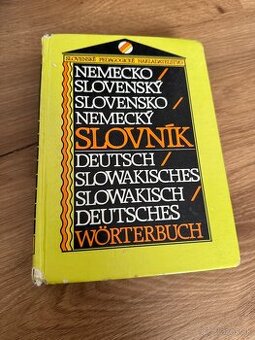 SLOVENSKÉ PEDAGOGICKÉ NAKLADATEĽSTVO
NEMECKO/
SLOVENSKÝ
SLOVENSKO/
NEMECKÝ
SLOVNÍK
DEUTSCH/
SLOWAKISCHES
SLOWAKISCH/
DEUTSCHES
WÖRTERBUCH